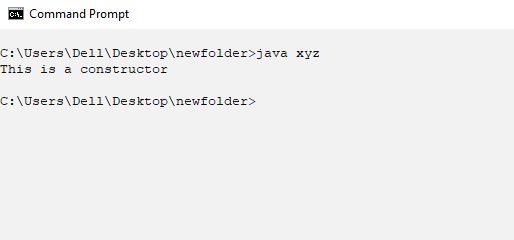 Command Prompt
C:\Users\Dell\Desktop\newfolder>java xyz
This is a constructor
C:\Users\Dell\Desktop\newfolder>